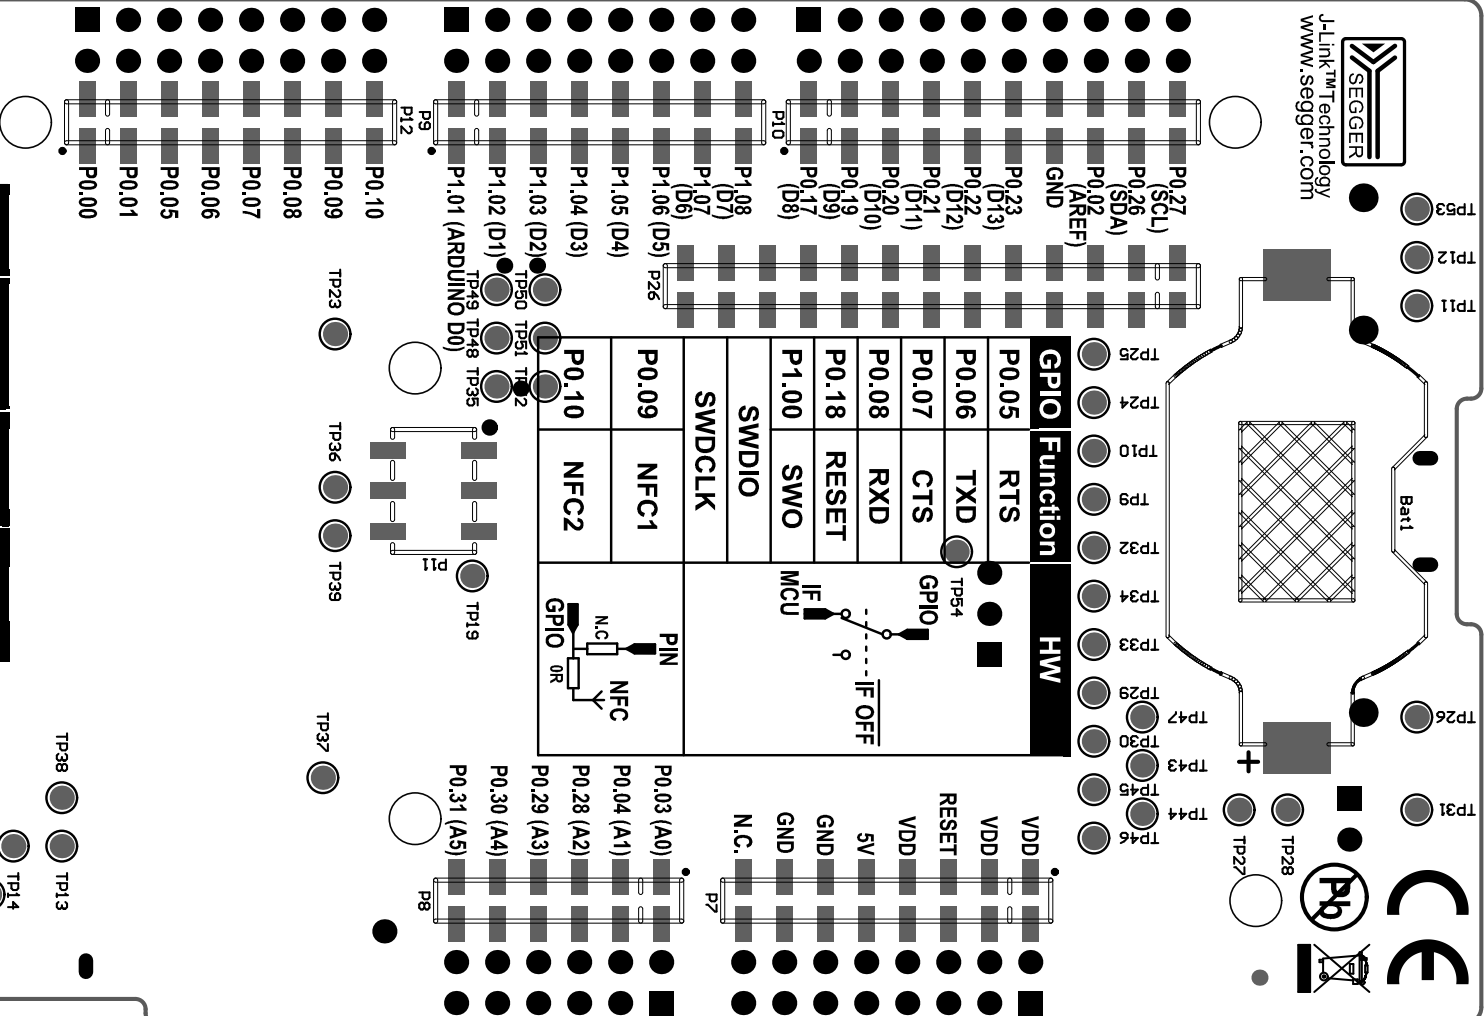 J-Link™Technology
www.segger.com
SEGGER
P12
P9
P10
P0.00
P0.01
P0.05
P0.06
P0.07
P0.08
P0.09
P0.10
P1.01 (ARDUINO D0)
P1.02 (D1)
P1.03 (D2)
P1.04 (D3)
P1.05 (D4)
P1.06 (D5)
P1.07
(D6)
P1.08
(D7)
P0.17
(D8)
P0.19
(D9)
P0.20
(D10)
P0.21
(D11)
P0.22
(D12)
P0.23
(D13)
GND
P0.02
(AREF)
P0.26
(SDA)
P0.27
(SCL)
P26
TP53
TP12
TP11
TP23
TP49
TP50
TP48
TP51
TP35
TP36
TP39
P11
TP19
TP37
TP38
TP13
TP14
GPIO Function HW
P0.05 RTS
P0.06 TXD
P0.07 CTS
P0.08 RXD
P0.18 RESET
P1.00 SWO
SWDIO
SWDCLK
P0.09 NFC1
P0.10 NFC2
GPIO
IF
MCU
IF OFF
PIN
N.C
GPIO
0R
NFC
TP54
TP25
TP24
TP10
TP9
TP32
TP34
TP33
TP29
TP47
TP30
TP43
TP45
TP44
TP46
Bat1
+
TP26
TP31
TP27
TP28
P0.31 (A5)
P0.30 (A4)
P0.29 (A3)
P0.28 (A2)
P0.04 (A1)
P0.03 (A0)
N.C.
GND
GND
5V
VDD
RESET
VDD
VDD
P8
P7
Pb
CE